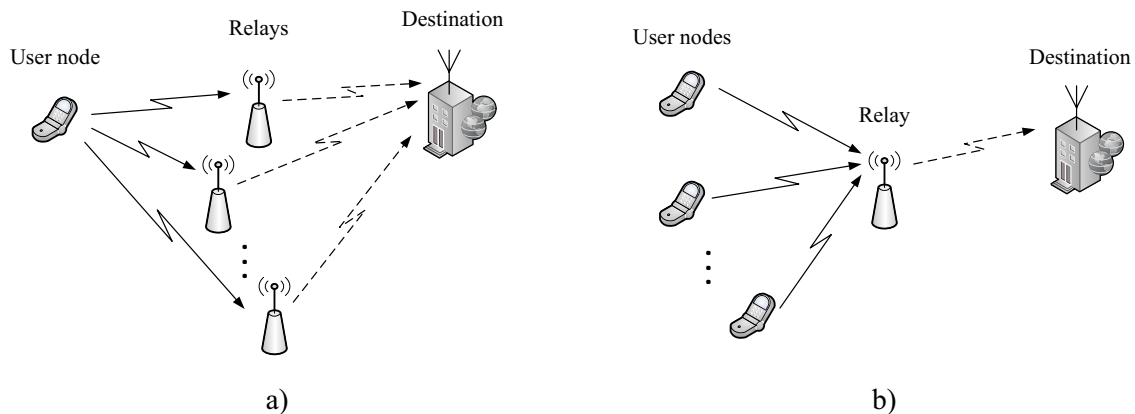 User node
Relays
Destination
a)
User nodes
Relay
Destination
b)